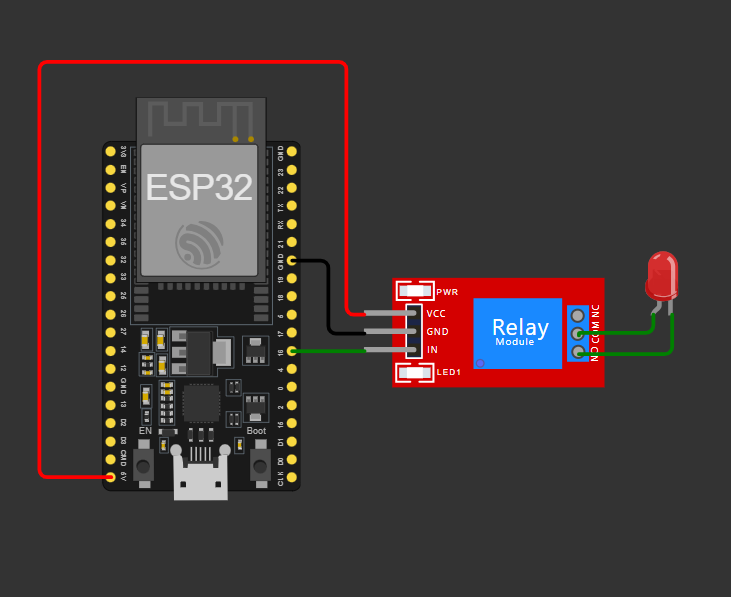 ESP32
3V3
EN
VP
VN
34
35
32
33
25
26
27
14
12
GND
13
D2
D3
CMD
5V
GND
23
22
TX
RX
21
GND
19
18
5
17
16
4
0
2
15
D1
D0
CLK
EN
Boot
PWR
VCC
GND
IN
LED1
Relay
Module
NO COM NC